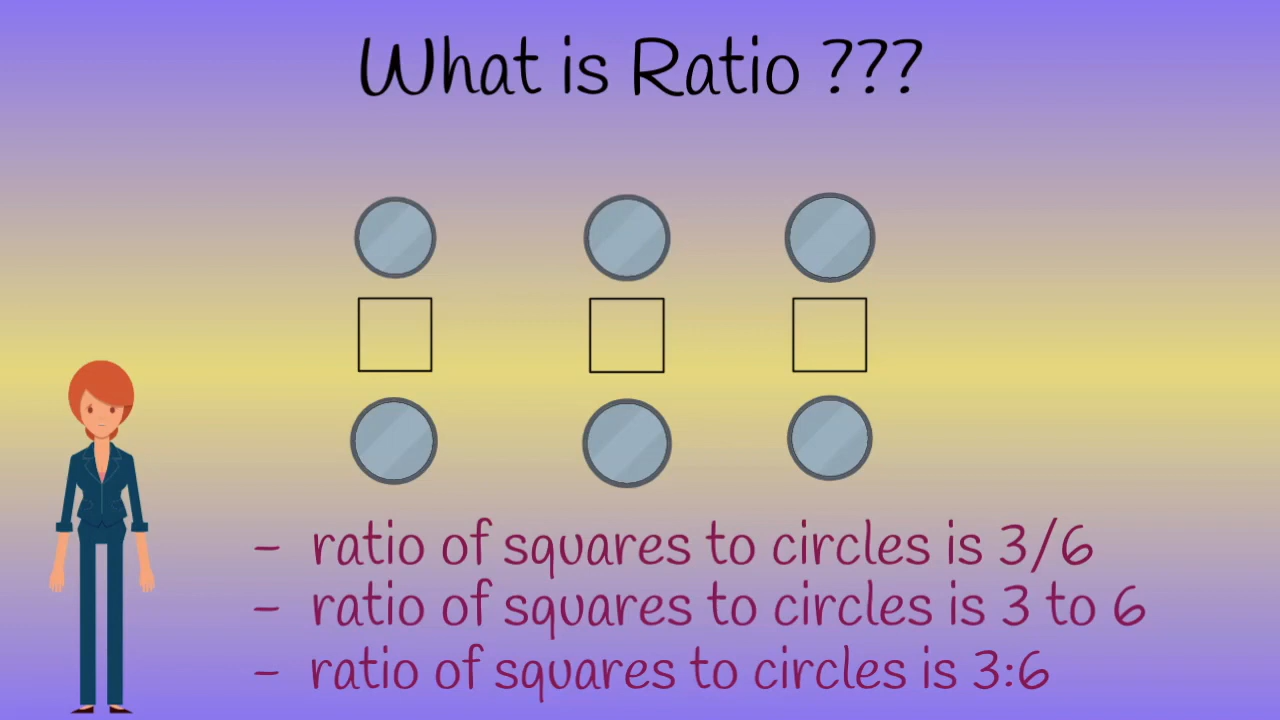 What is Ratio ???
- ratio of squares to circles is 3/6
- ratio of squares to circles is 3 to 6
- ratio of squares to circles is 3:6